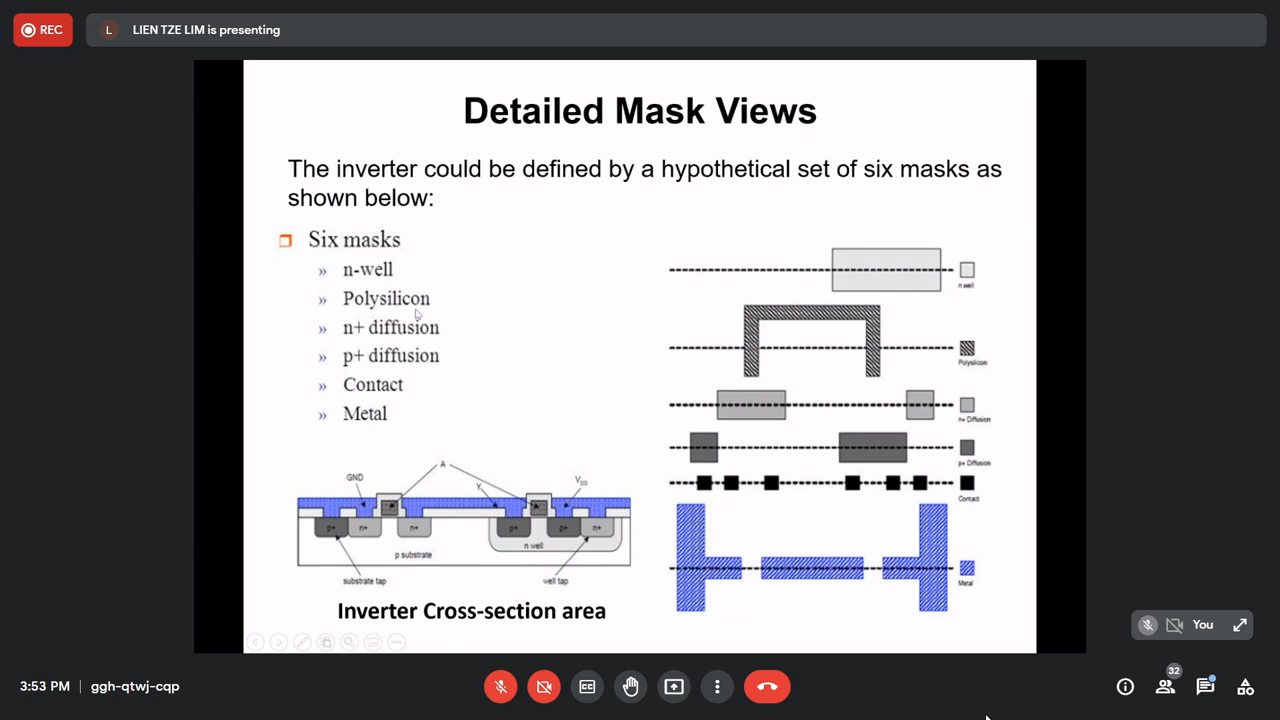 REC
L
LIEN TZE LIM is presenting
Detailed Mask Views
The inverter could be defined by a hypothetical set of six masks as
shown below:
Six masks
» n-well
» Polysilicon
» n+ diffusion
» p+ diffusion
» Contact
» Metal
n well
Polysilicon
n+ Diffusion
p+ Diffusion
Contact
Metal
A
GND
Y
VDD
p+ n+ n+ p+ p+ n+
n well
p substrate
substrate tap
well tap
Inverter Cross-section area
You
32
3:53 PM
ggh-qtwj-cqp